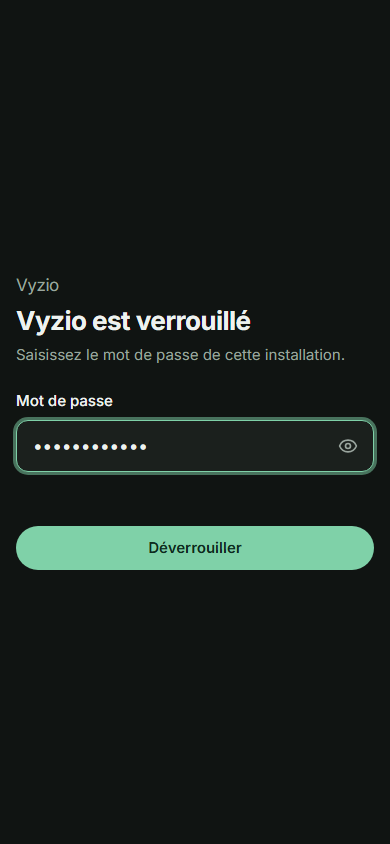 Vyzio
Vyzio est verrouillé
Saisissez le mot de passe de cette installation.
Mot de passe
••••••••••••
Déverrouiller